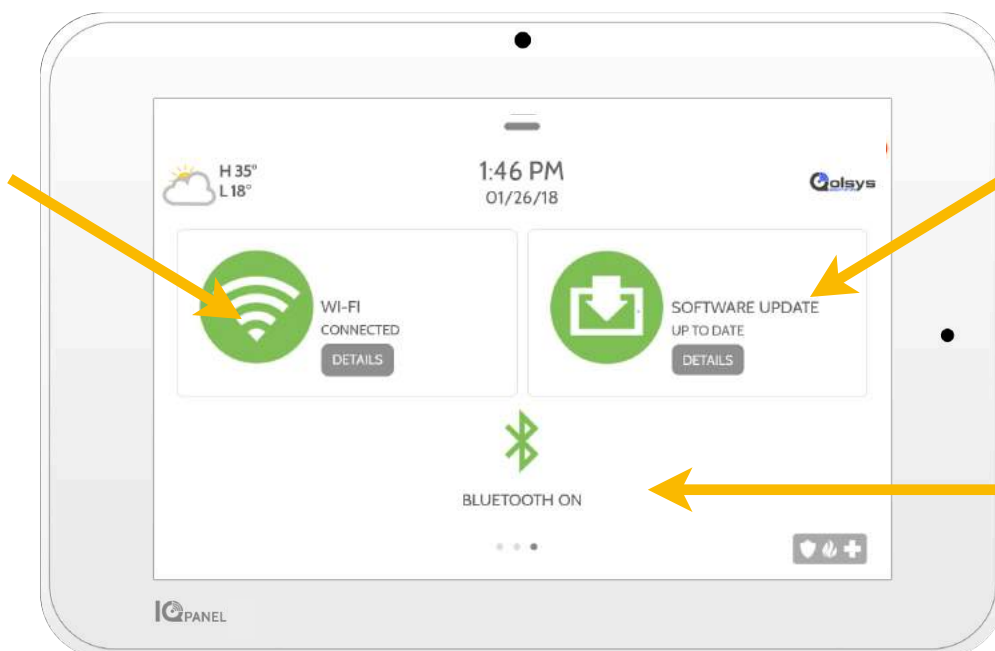 H 35°
L 18°
1:46 PM
01/26/18
Qolsys
WI-FI
CONNECTED
DETAILS
SOFTWARE UPDATE
UP TO DATE
DETAILS
BLUETOOTH ON
IQ PANEL